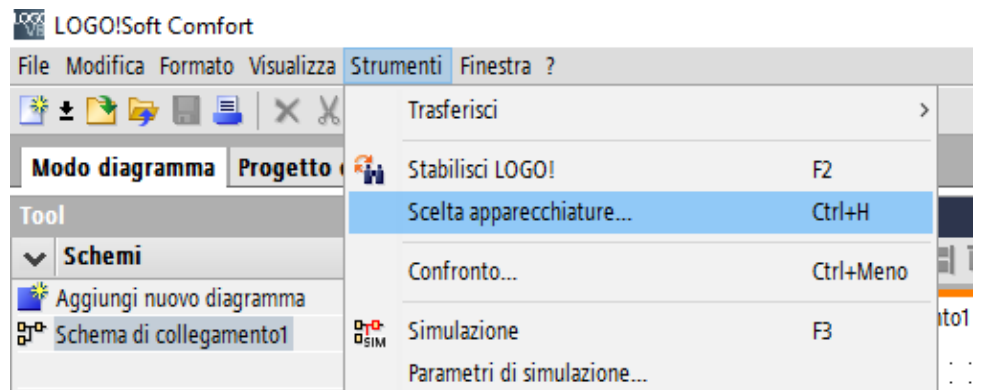 LOGO!Soft Comfort
File Modifica Formato Visualizza Strumenti Finestra ?
Trasferisci
Modo diagramma Progetto
Stabilisci LOGO! F2
Tool
Scelta apparecchiature... Ctrl+H
Schemi
Confronto... Ctrl+Meno
Aggiungi nuovo diagramma
Schema di collegamento1
Simulazione F3
nto1
Parametri di simulazione...